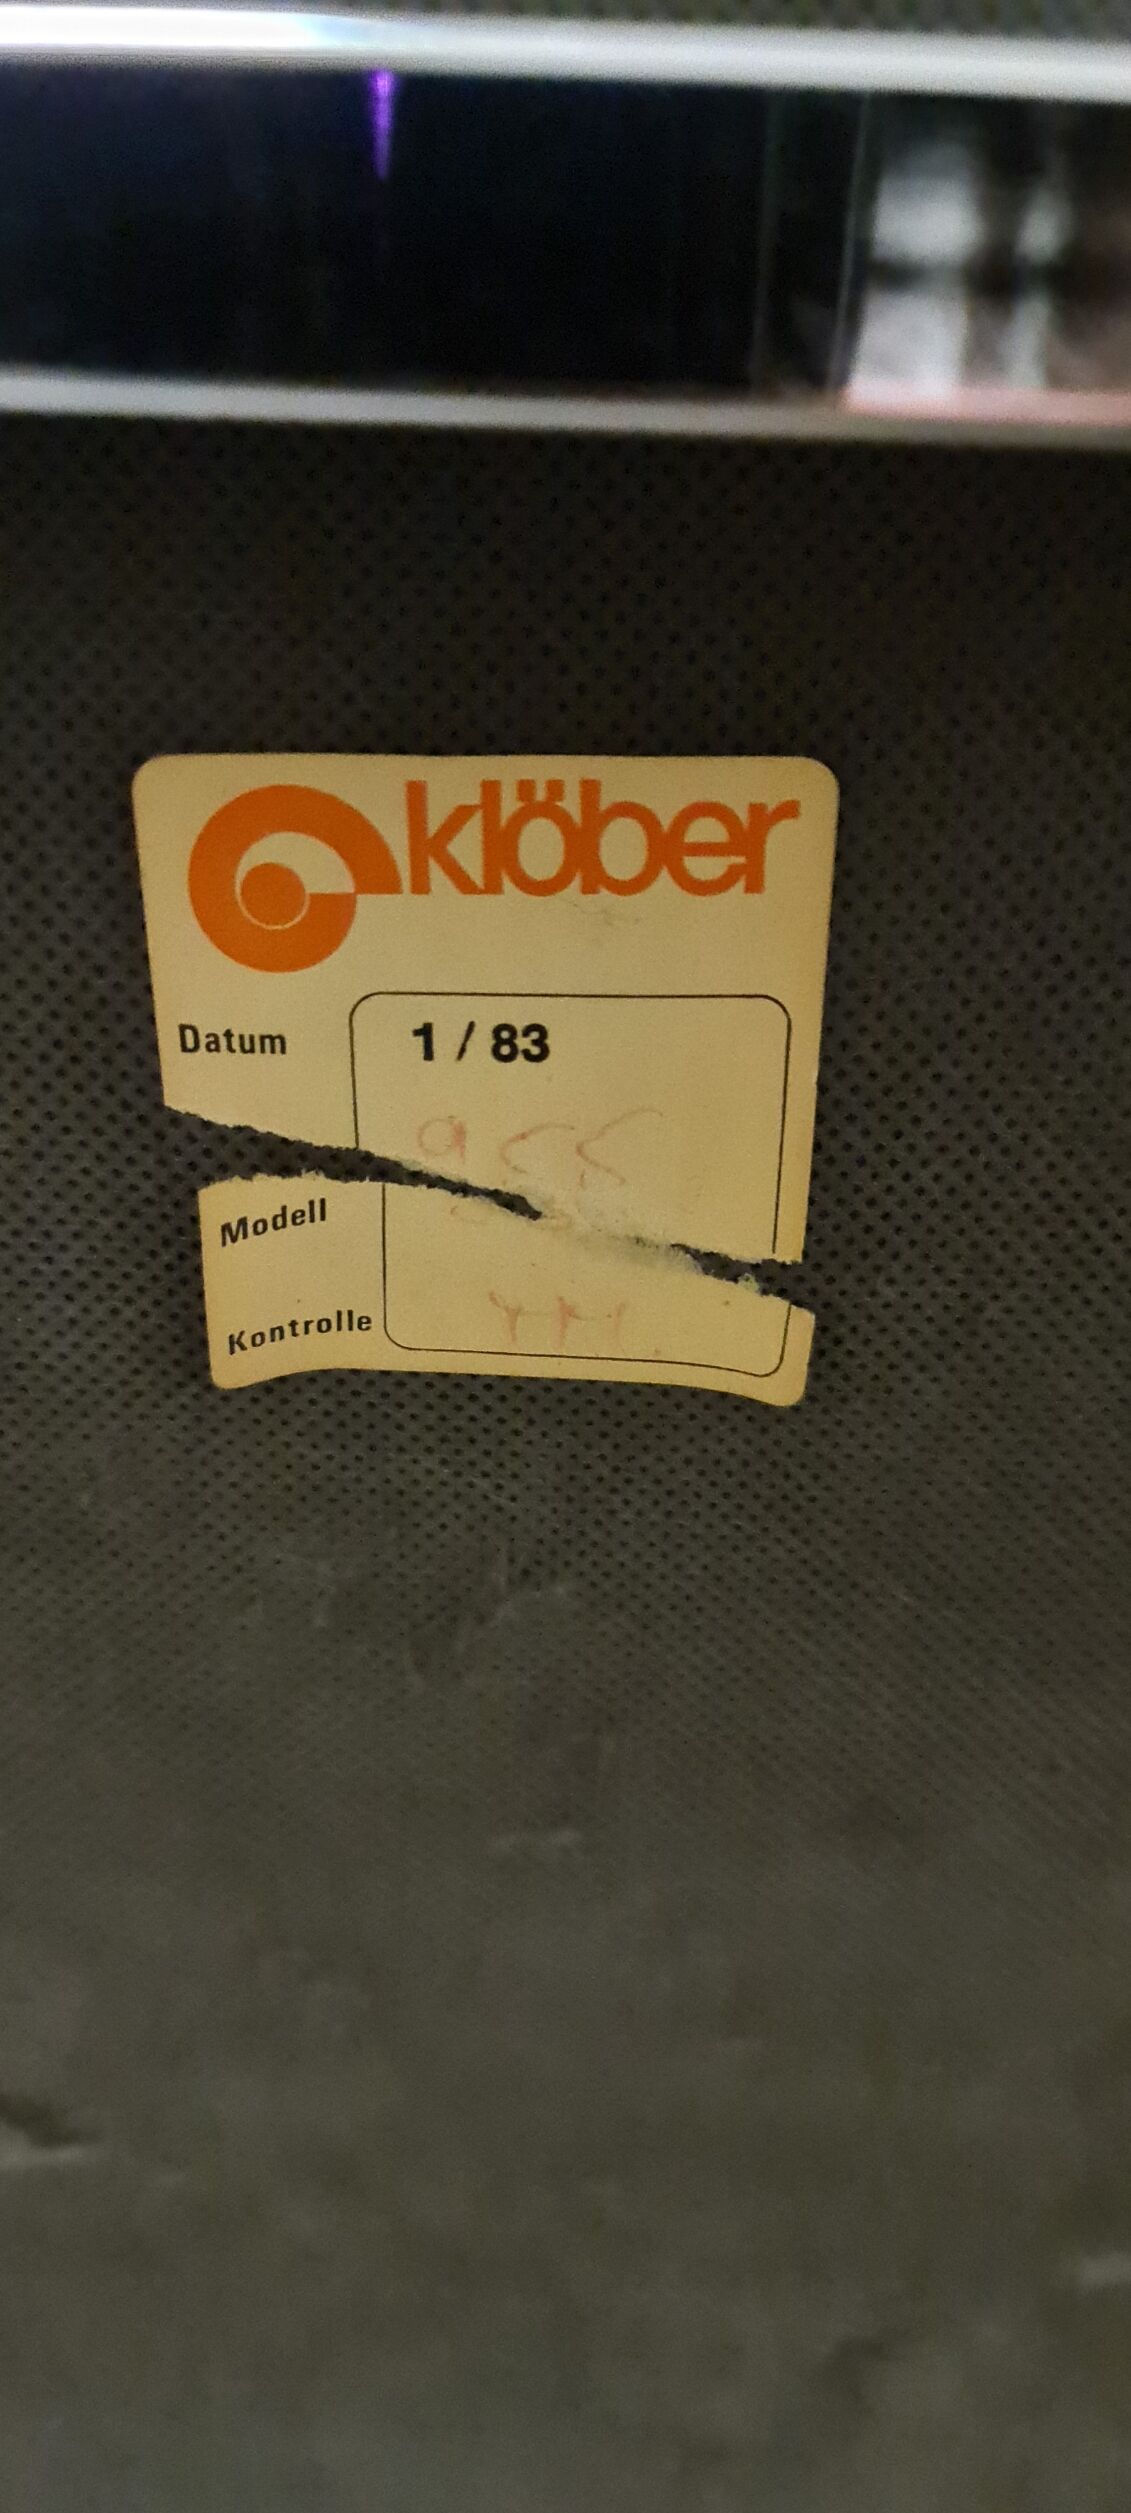 klöber
Datum 1 / 83
Modell
Kontrolle